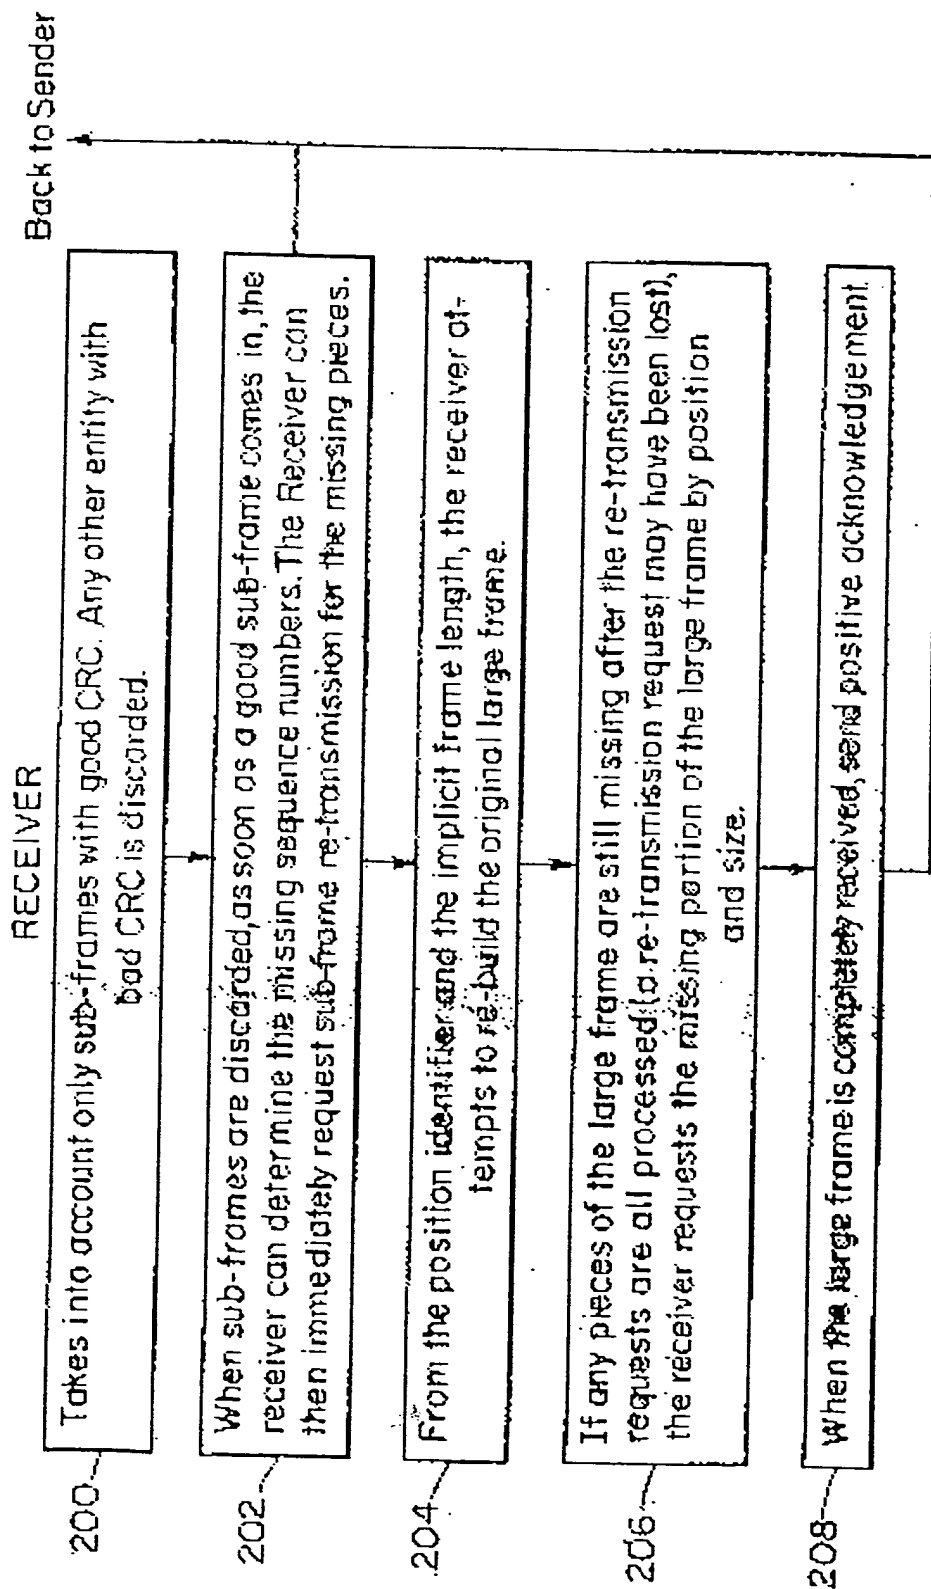 RECEIVER
Back to Sender
200
Takes into account only sub-frames with good CRC. Any other entity with
bad CRC is discarded.
202
When sub-frames are discarded, as soon as a good sub-frame comes in, the
receiver can determine the missing sequence numbers. The Receiver can
then immediately request sub-frame re-transmission for the missing pieces.
204
From the position identifier and the implicit frame length, the receiver at-
tempts to re-build the original large frame.
206
If any pieces of the large frame are still missing after the re-transmission
requests are all processed (a re-transmission request may have been lost),
the receiver requests the missing portion of the large frame by position
and size.
208
When the large frame is completely received, send positive acknowledgement